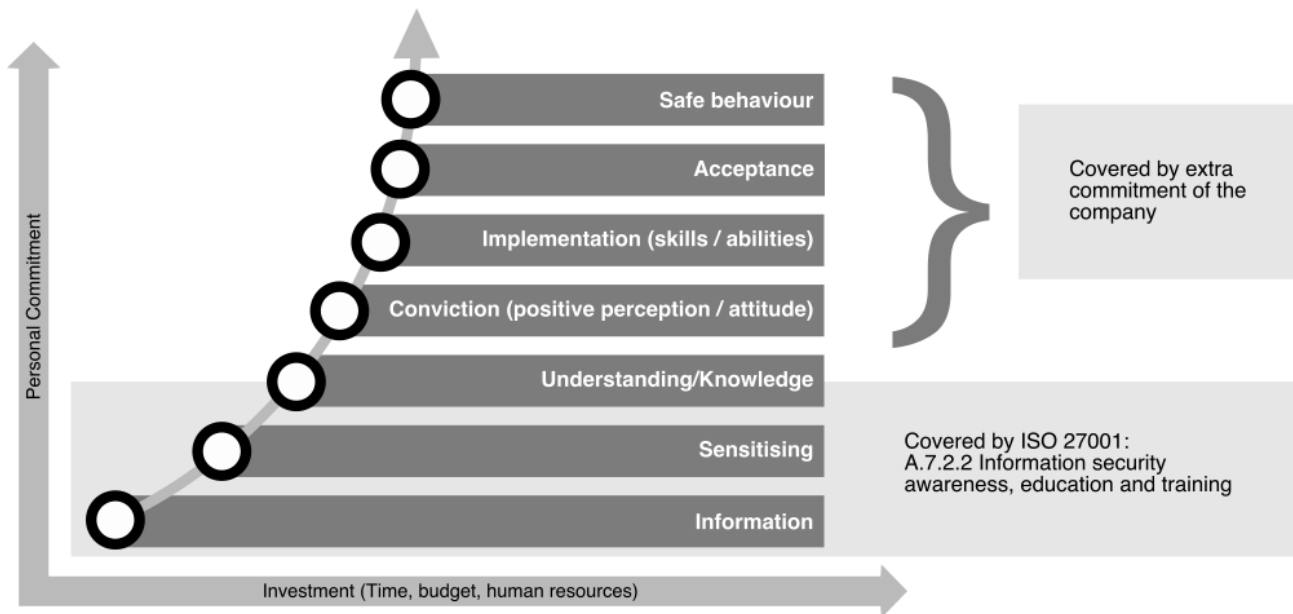 Safe behaviour
Acceptance
Implementation (skills / abilities)
Conviction (positive perception / attitude)
Understanding/Knowledge
Sensitising
Information
Covered by extra
commitment of the
company
Covered by ISO 27001:
A.7.2.2 Information security
awareness, education and training
Personal Commitment
Investment (Time, budget, human resources)